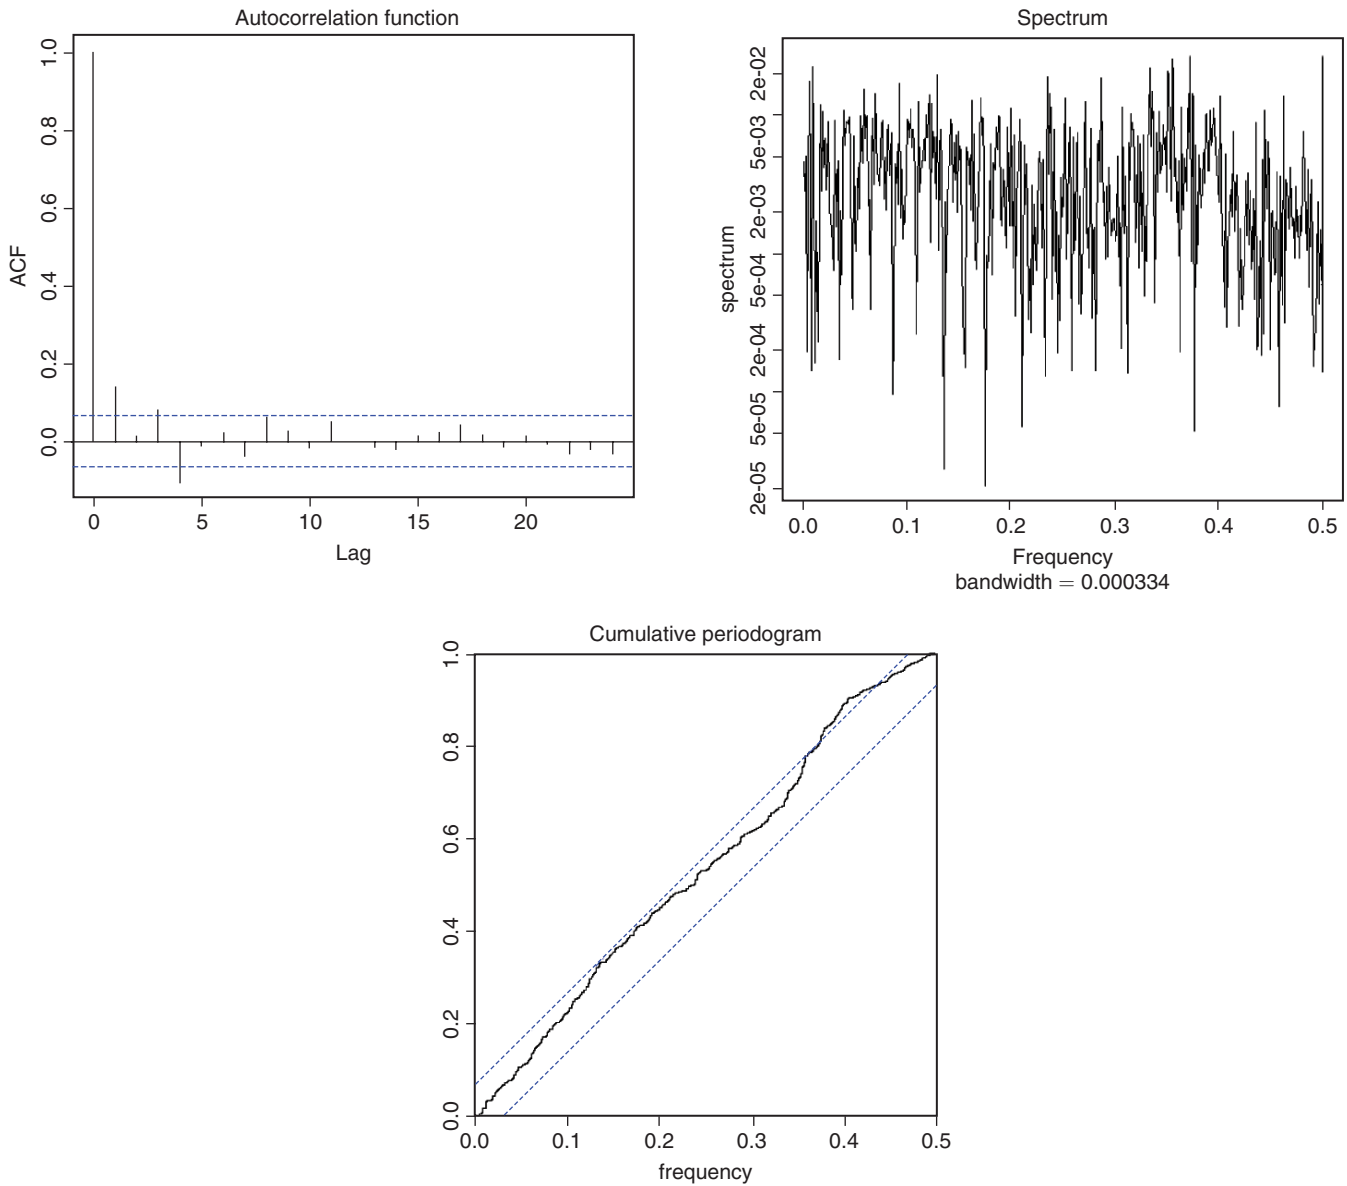 Autocorrelation function
ACF
1.0
0.8
0.6
0.4
0.2
0.0
0 5 10 15 20
Lag
Spectrum
spectrum
2e-02
5e-03
2e-03
5e-04
2e-04
5e-05
2e-05
0.0 0.1 0.2 0.3 0.4 0.5
Frequency
bandwidth = 0.000334
Cumulative periodogram
1.0
0.8
0.6
0.4
0.2
0.0
0.0 0.1 0.2 0.3 0.4 0.5
frequency